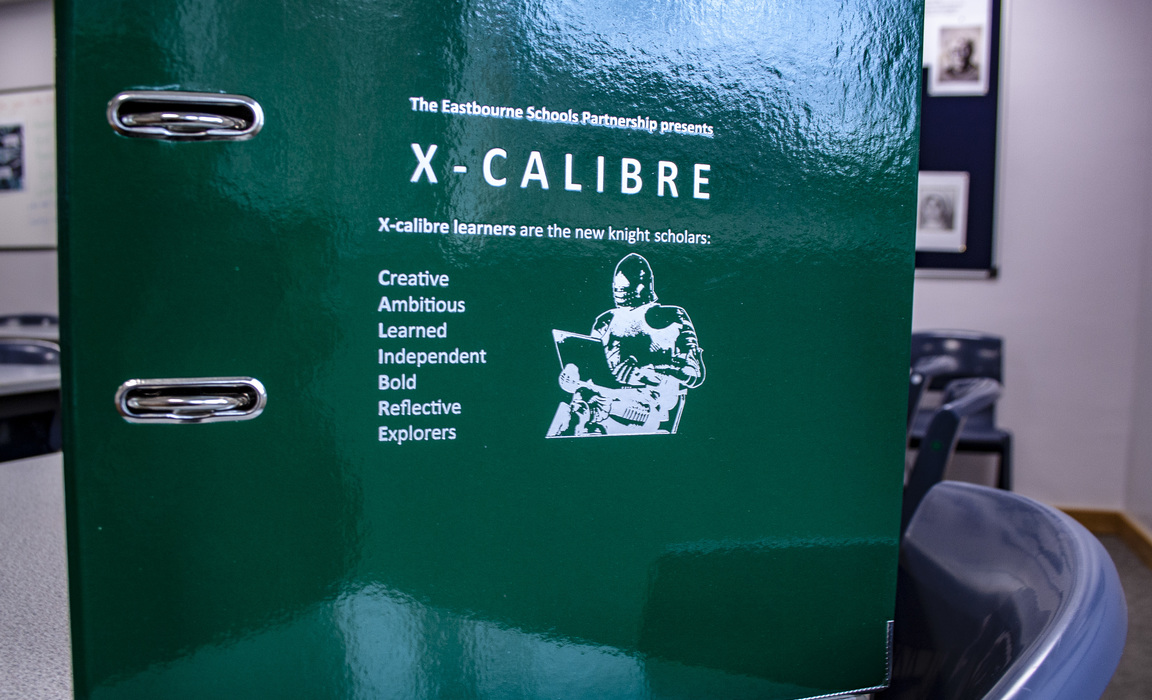 The Eastbourne Schools Partnership presents
X-CALIBRE
X-calibre learners are the new knight scholars:
Creative
Ambitious
Learned
Independent
Bold
Reflective
Explorers